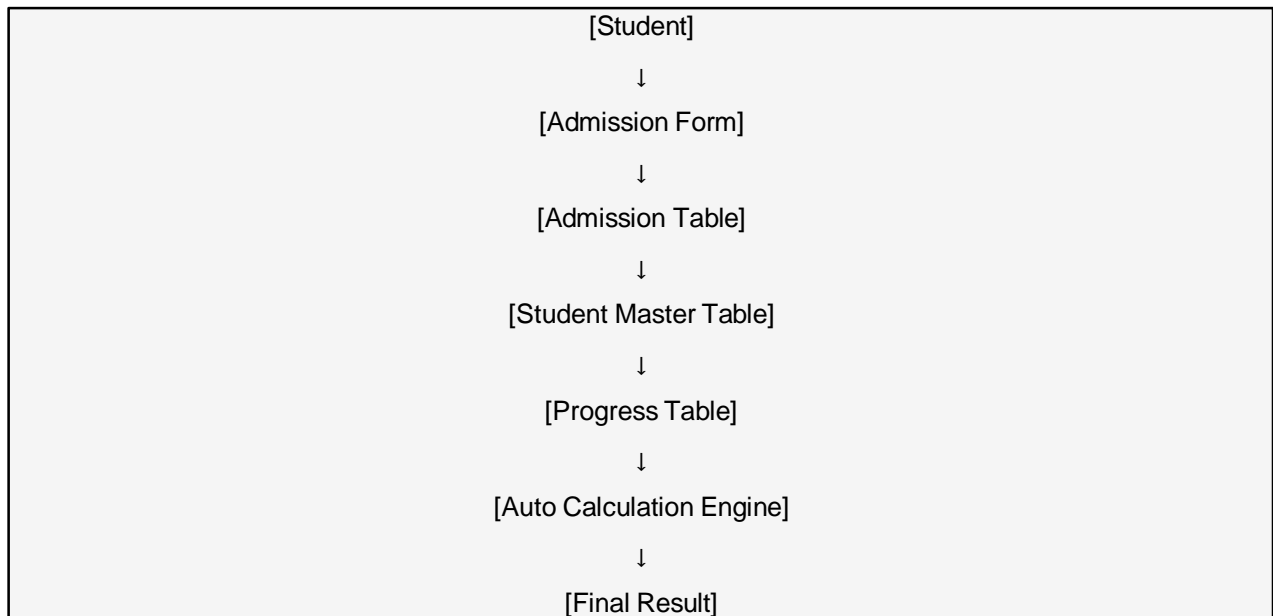 [Student]
↓
[Admission Form]
↓
[Admission Table]
↓
[Student Master Table]
↓
[Progress Table]
↓
[Auto Calculation Engine]
↓
[Final Result]